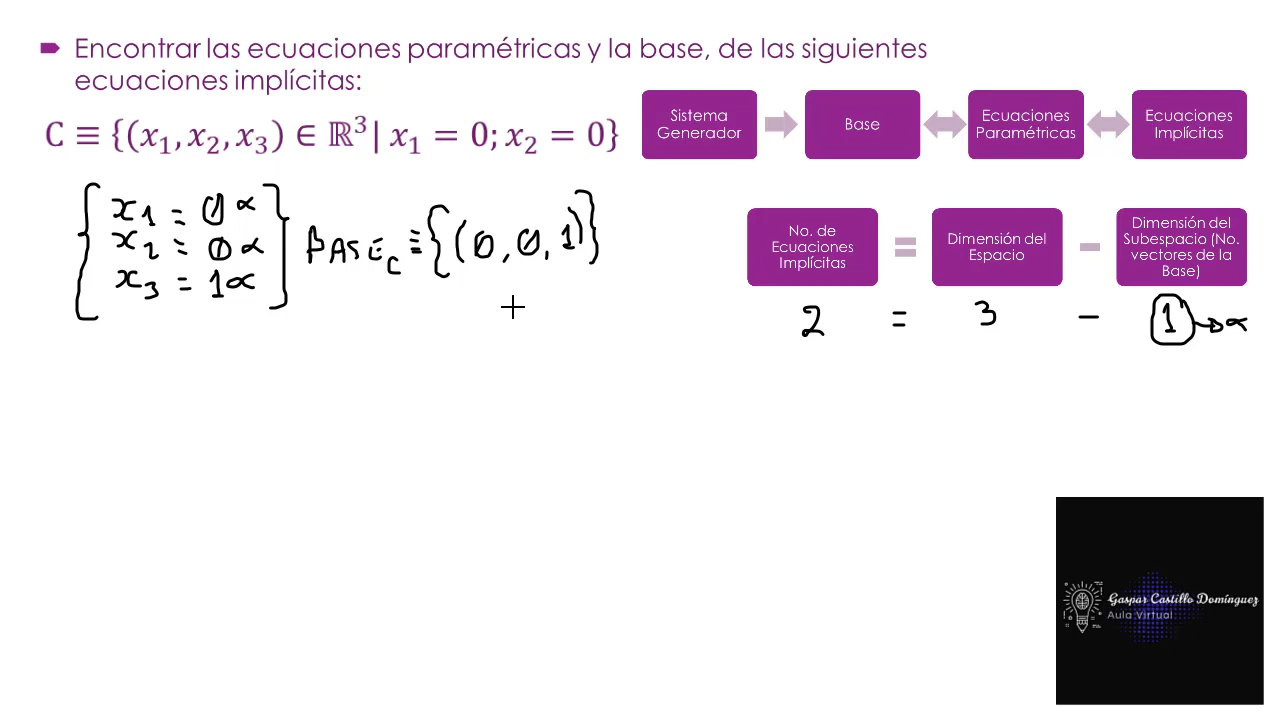 Encontrar las ecuaciones paramétricas y la base, de las siguientes
ecuaciones implícitas:
C ≡ {(x₁, x₂, x₃) ∈ ℝ³| x₁ = 0; x₂ = 0}
Sistema
Generador
Base
Ecuaciones
Paramétricas
Ecuaciones
Implícitas
{ x₁ = 0α
x₂ = 0α
x₃ = 1α }
BASE_C ≡ {(0, 0, 1)}
No. de
Ecuaciones
Implícitas
=
Dimensión del
Espacio
−
Dimensión del
Subespacio (No.
vectores de la
Base)
2 = 3 − 1 → α
Gaspar Castillo Domínguez
Aula Virtual